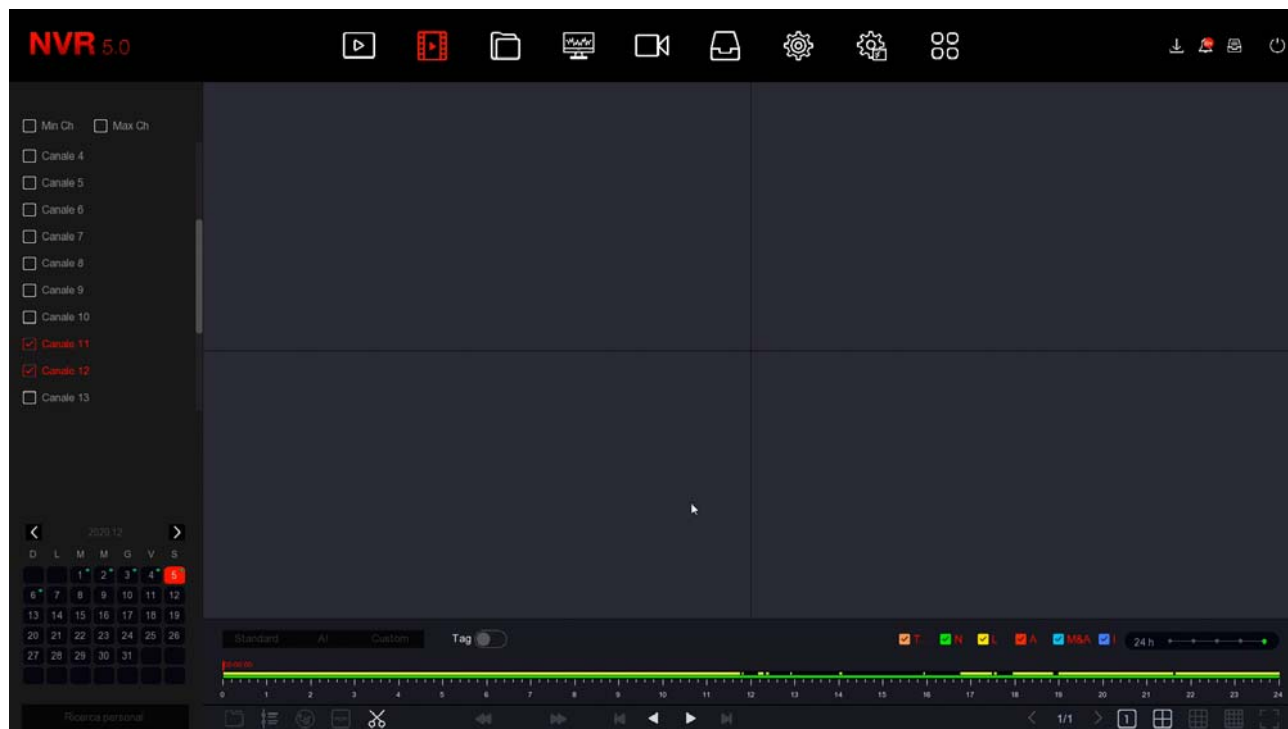 NVR 5.0
Min Ch Max Ch
Canale 4
Canale 5
Canale 6
Canale 7
Canale 8
Canale 9
Canale 10
Canale 11
Canale 12
Canale 13
2020.12
D L M M G V S
1 2 3 4 5
6 7 8 9 10 11 12
13 14 15 16 17 18 19
20 21 22 23 24 25 26
27 28 29 30 31
Ricerca personal
Standard AI Custom Tag T N L A M&A I 24 h
00:00:00
0 1 2 3 4 5 6 7 8 9 10 11 12 13 14 15 16 17 18 19 20 21 22 23 24
1/1 1